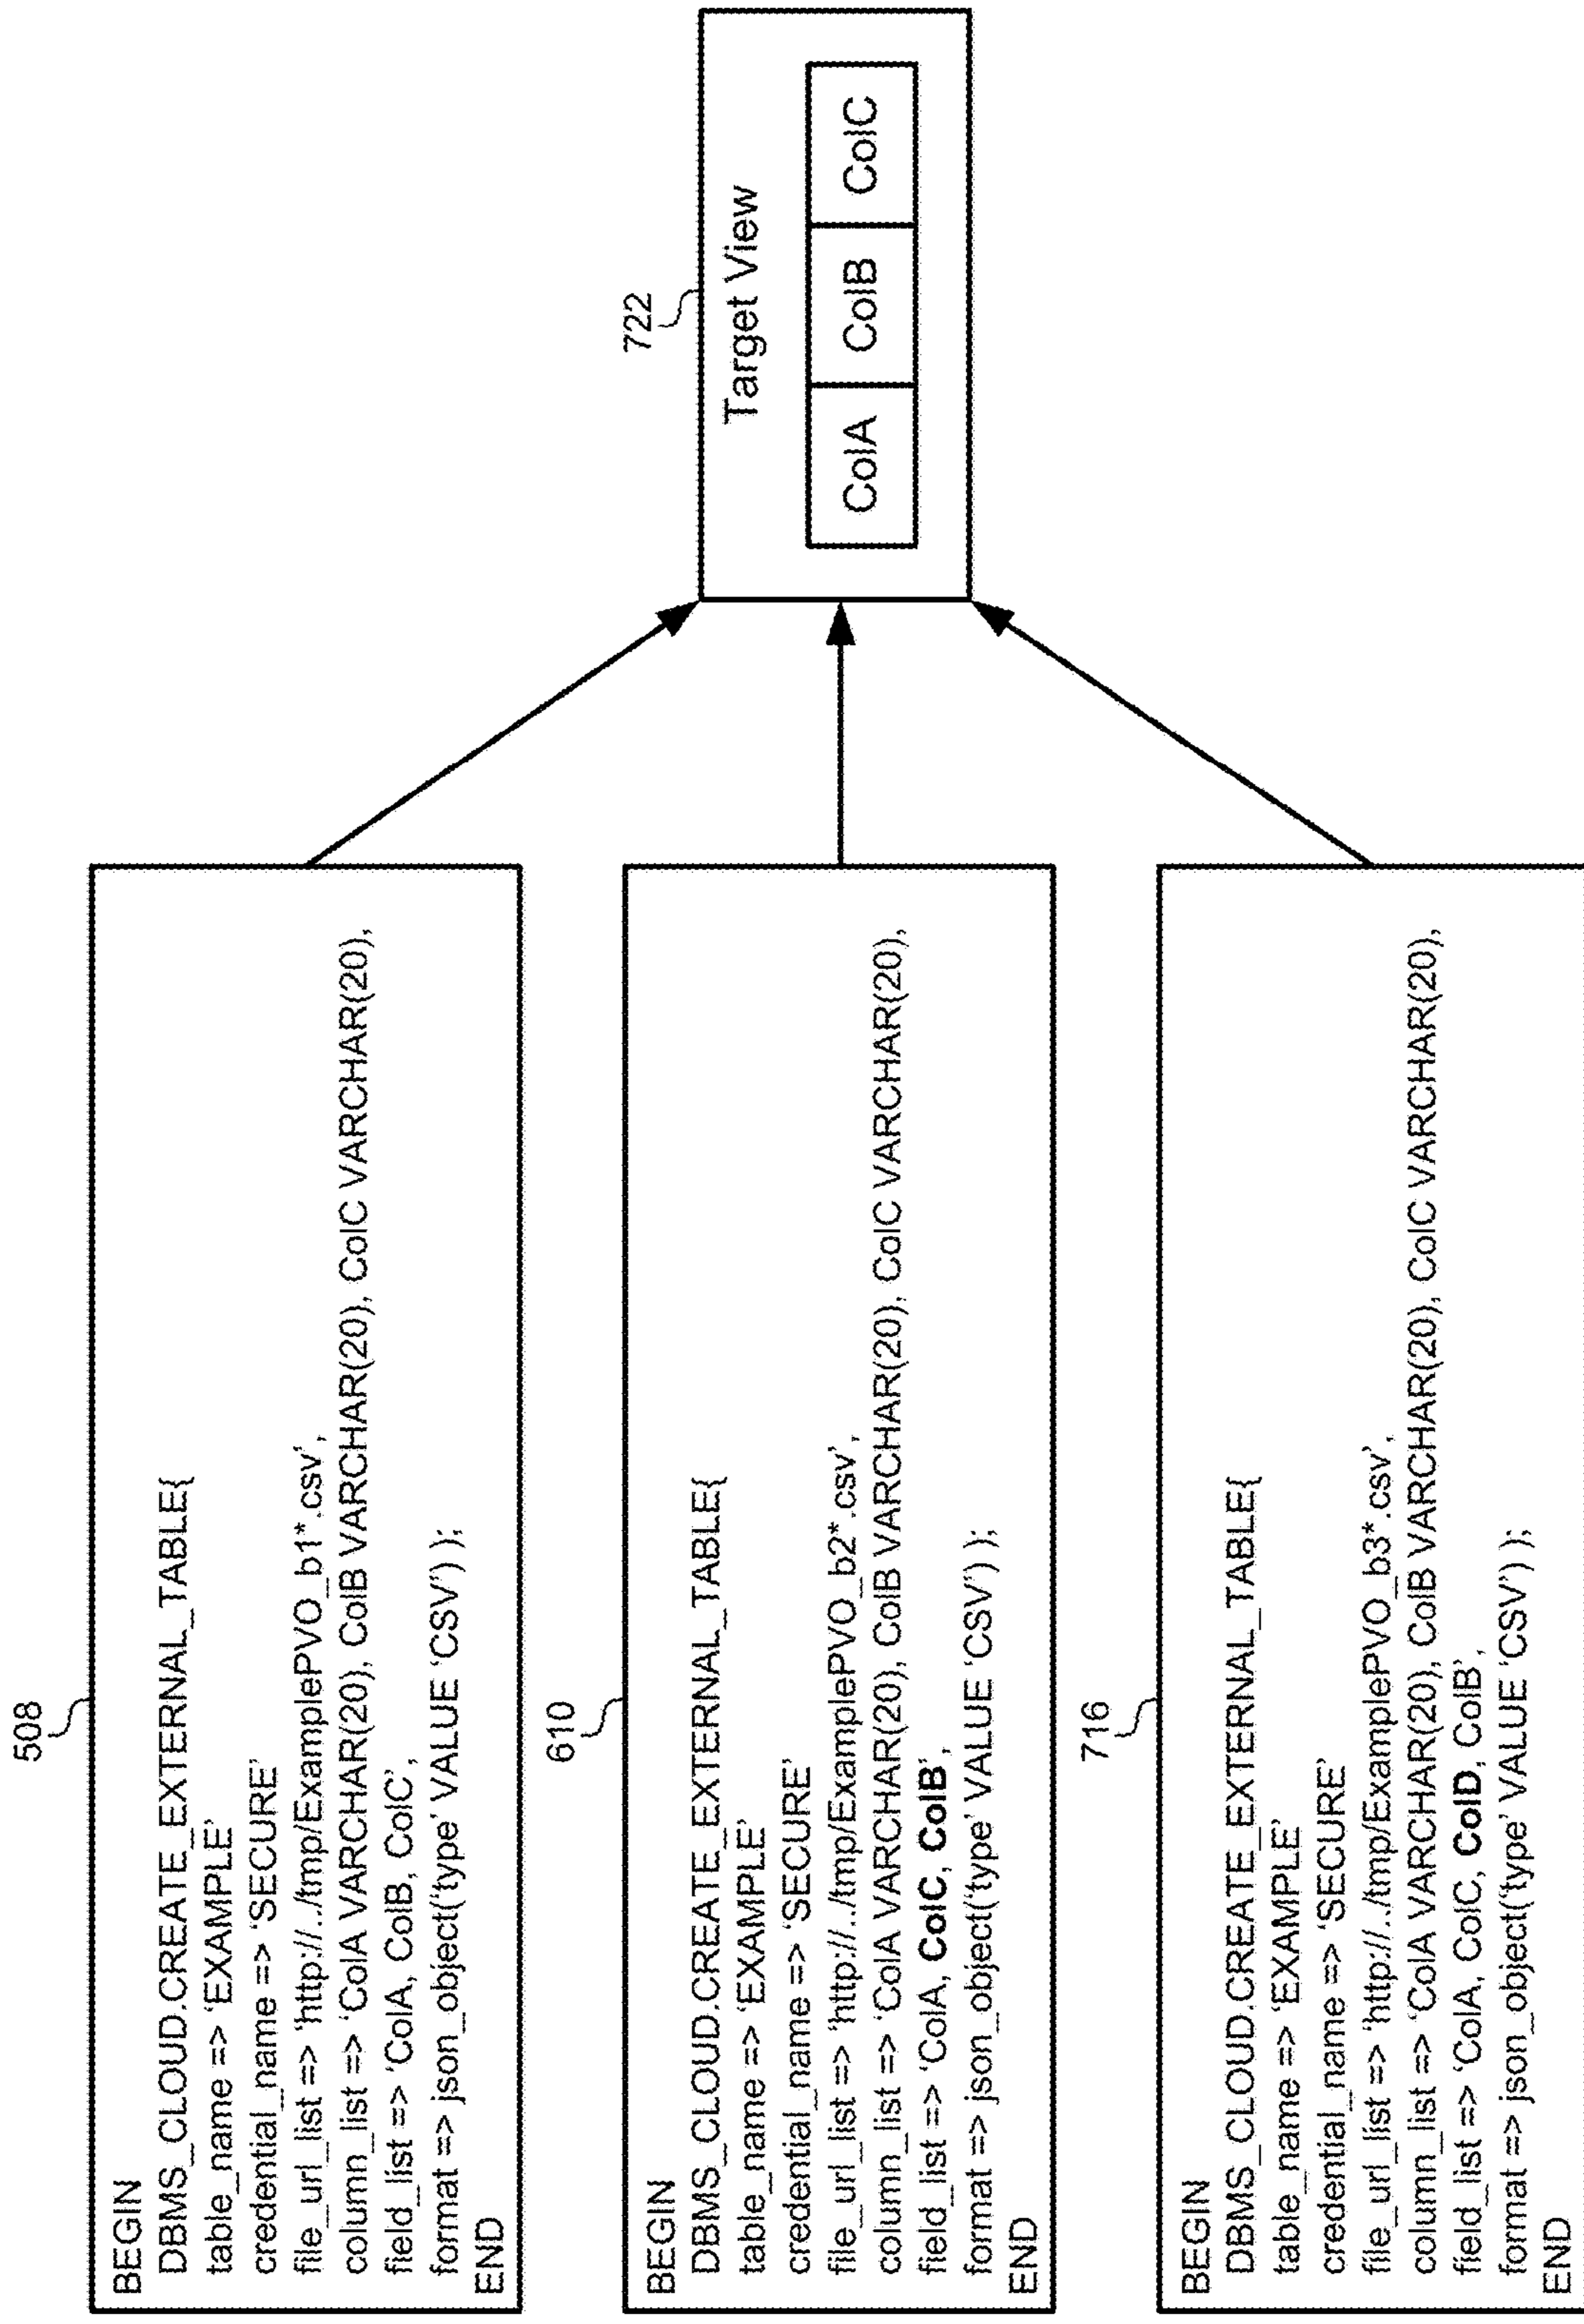 508
BEGIN
DBMS_CLOUD.CREATE_EXTERNAL_TABLE{
table_name => 'EXAMPLE'
credential_name => 'SECURE'
file_url_list => 'http://../tmp/ExamplePVO_b1*.csv',
column_list => 'ColA VARCHAR(20), ColB VARCHAR(20), ColC VARCHAR(20),
field_list => 'ColA, ColB, ColC',
format => json_object('type' VALUE 'CSV') );
END
610
BEGIN
DBMS_CLOUD.CREATE_EXTERNAL_TABLE{
table_name => 'EXAMPLE'
credential_name => 'SECURE'
file_url_list => 'http://../tmp/ExamplePVO_b2*.csv',
column_list => 'ColA VARCHAR(20), ColB VARCHAR(20), ColC VARCHAR(20),
field_list => 'ColA, ColC, ColB',
format => json_object('type' VALUE 'CSV') );
END
716
BEGIN
DBMS_CLOUD.CREATE_EXTERNAL_TABLE{
table_name => 'EXAMPLE'
credential_name => 'SECURE'
file_url_list => 'http://../tmp/ExamplePVO_b3*.csv',
column_list => 'ColA VARCHAR(20), ColB VARCHAR(20), ColC VARCHAR(20),
field_list => 'ColA, ColC, ColD, ColB',
format => json_object('type' VALUE 'CSV') );
END
722
Target View
ColA ColB ColC